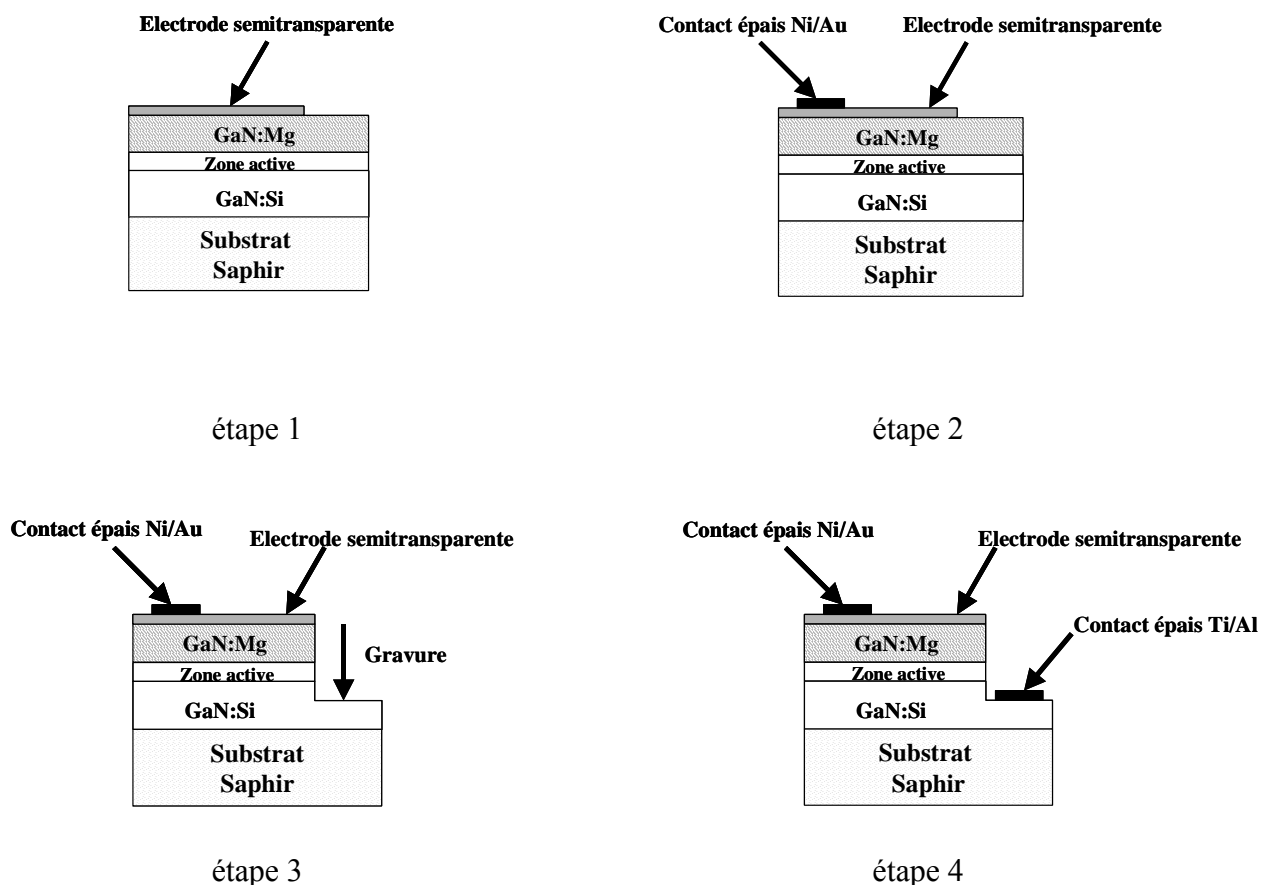 Electrode semitransparente
GaN:Mg
Zone active
GaN:Si
Substrat
Saphir
étape 1
Contact épais Ni/Au
Electrode semitransparente
GaN:Mg
Zone active
GaN:Si
Substrat
Saphir
étape 2
Contact épais Ni/Au
Electrode semitransparente
GaN:Mg
Gravure
Zone active
GaN:Si
Substrat
Saphir
étape 3
Contact épais Ni/Au
Electrode semitransparente
Contact épais Ti/Al
GaN:Mg
Zone active
GaN:Si
Substrat
Saphir
étape 4